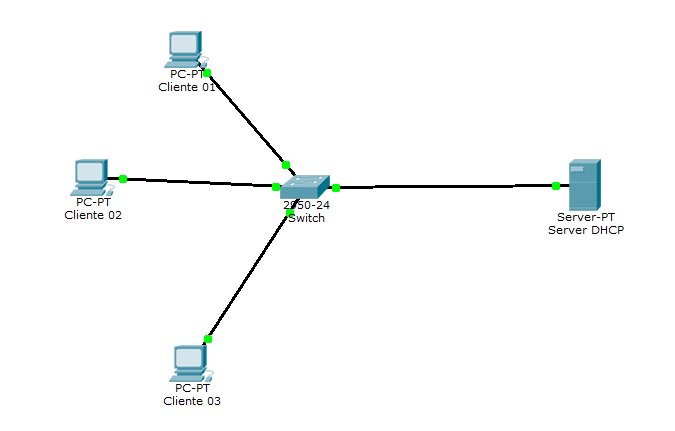 PC-PT
Cliente 01
PC-PT
Cliente 02
2950-24
Switch
Server-PT
Server DHCP
PC-PT
Cliente 03